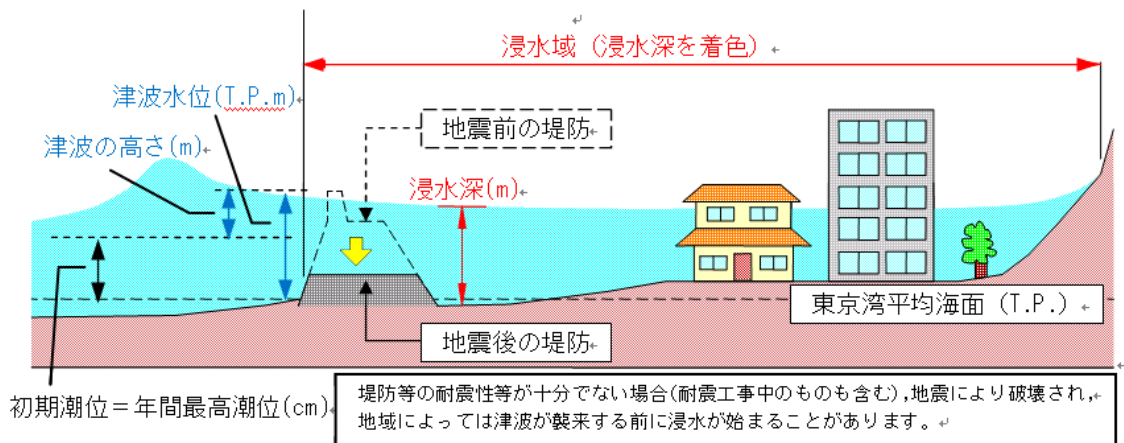 浸水域（浸水深を着色）
津波水位(T.P.m)
地震前の堤防
津波の高さ(m)
浸水深(m)
東京湾平均海面（T.P.）
地震後の堤防
初期潮位＝年間最高潮位(cm)
堤防等の耐震性等が十分でない場合(耐震工事中のものも含む),地震により破壊され,
地域によっては津波が襲来する前に浸水が始まることがあります。